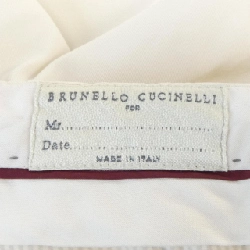 BRUNELLO CUCINELLI
FOR
Mr.
Date
MADE IN ITALY